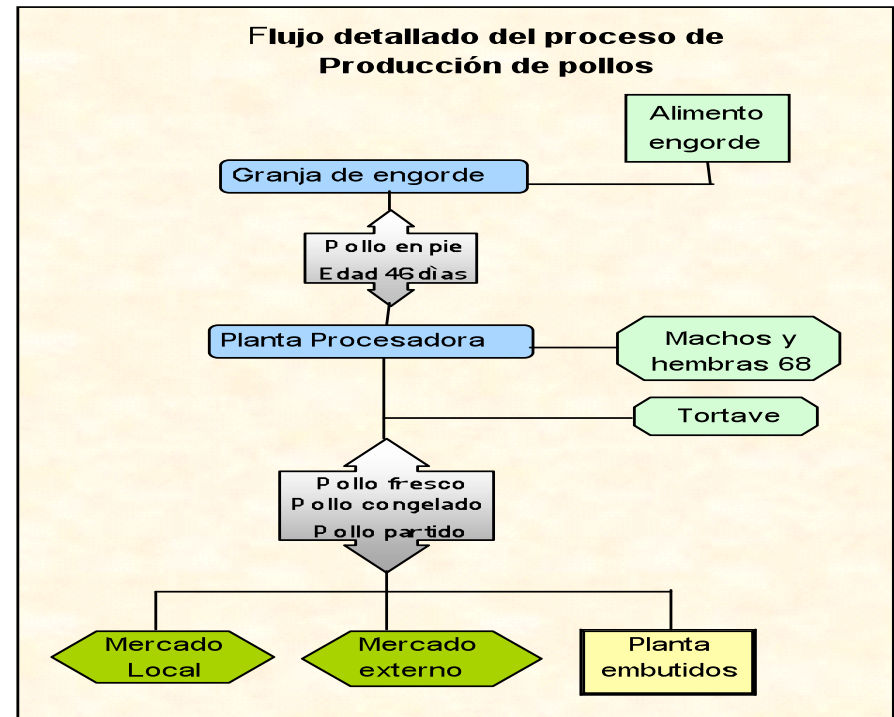 Flujo detallado del proceso de
Producción de pollos
Alimento
engorde
Granja de engorde
Pollo en pie
Edad 46 dìas
Planta Procesadora
Machos y
hembras 68
Tortave
Pollo fresco
Pollo congelado
Pollo partido
Mercado
Local
Mercado
externo
Planta
embutidos